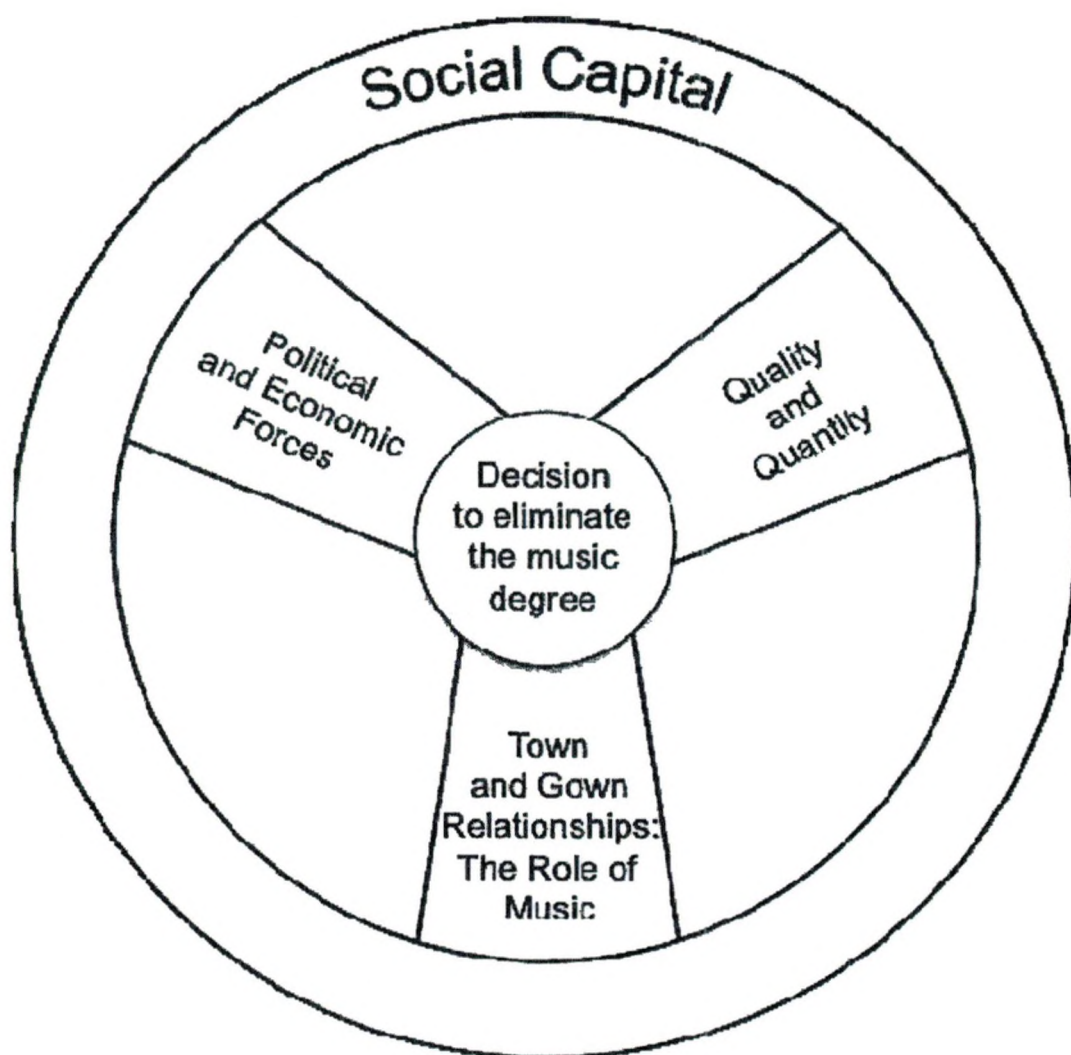 Social Capital
Political
and Economic
Forces
Quality
and
Quantity
Decision
to eliminate
the music
degree
Town
and Gown
Relationships:
The Role of
Music